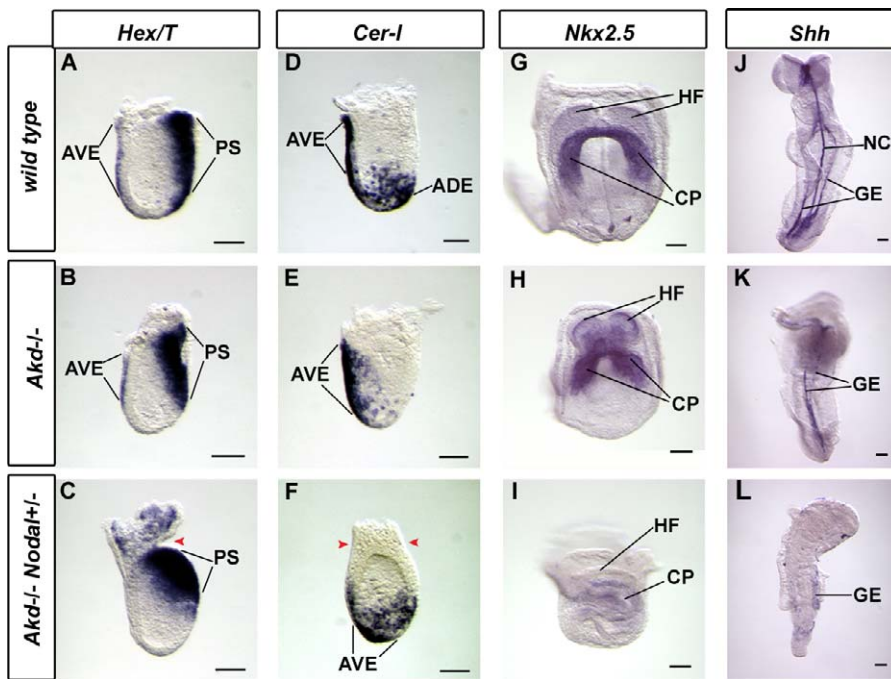 Hex/T Cer-l Nkx2.5 Shh
wild type
A D G J
AVE PS AVE ADE HF CP NC GE
Akd-/-
B E H K
AVE PS AVE HF CP GE
Akd-/- Nodal+/-
C F I L
PS AVE HF CP GE